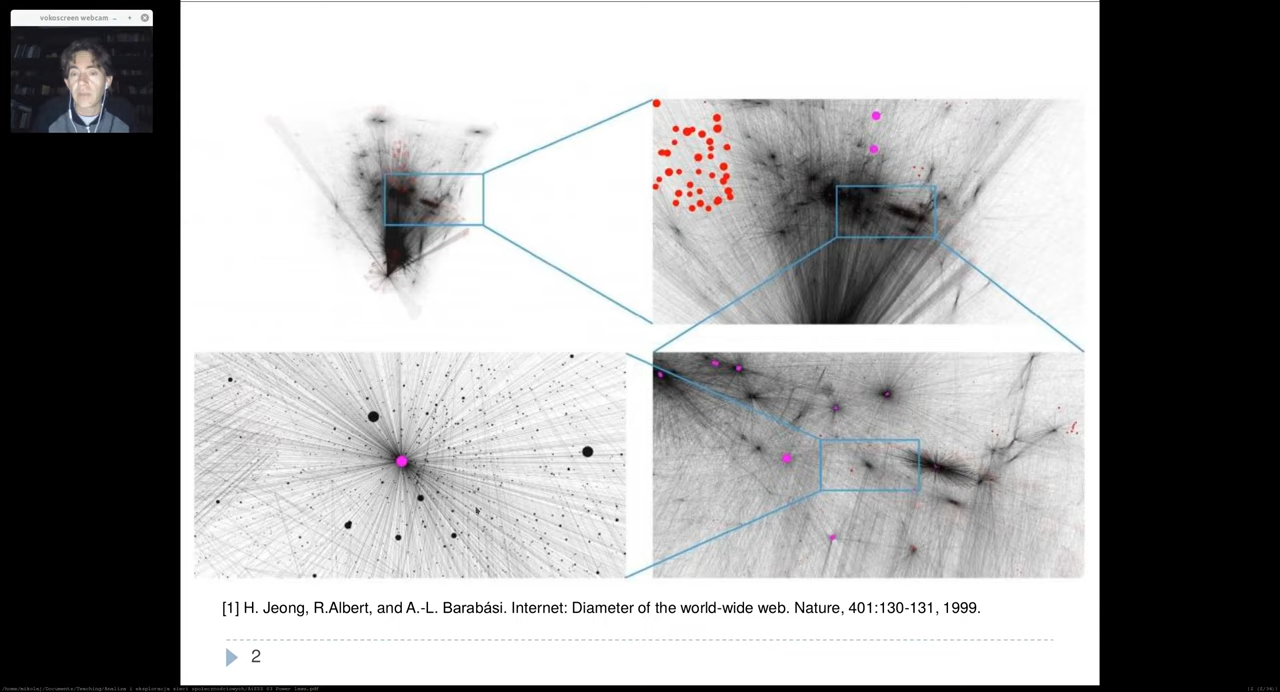 vokoscreen webcam
[1] H. Jeong, R.Albert, and A.-L. Barabási. Internet: Diameter of the world-wide web. Nature, 401:130-131, 1999.
2